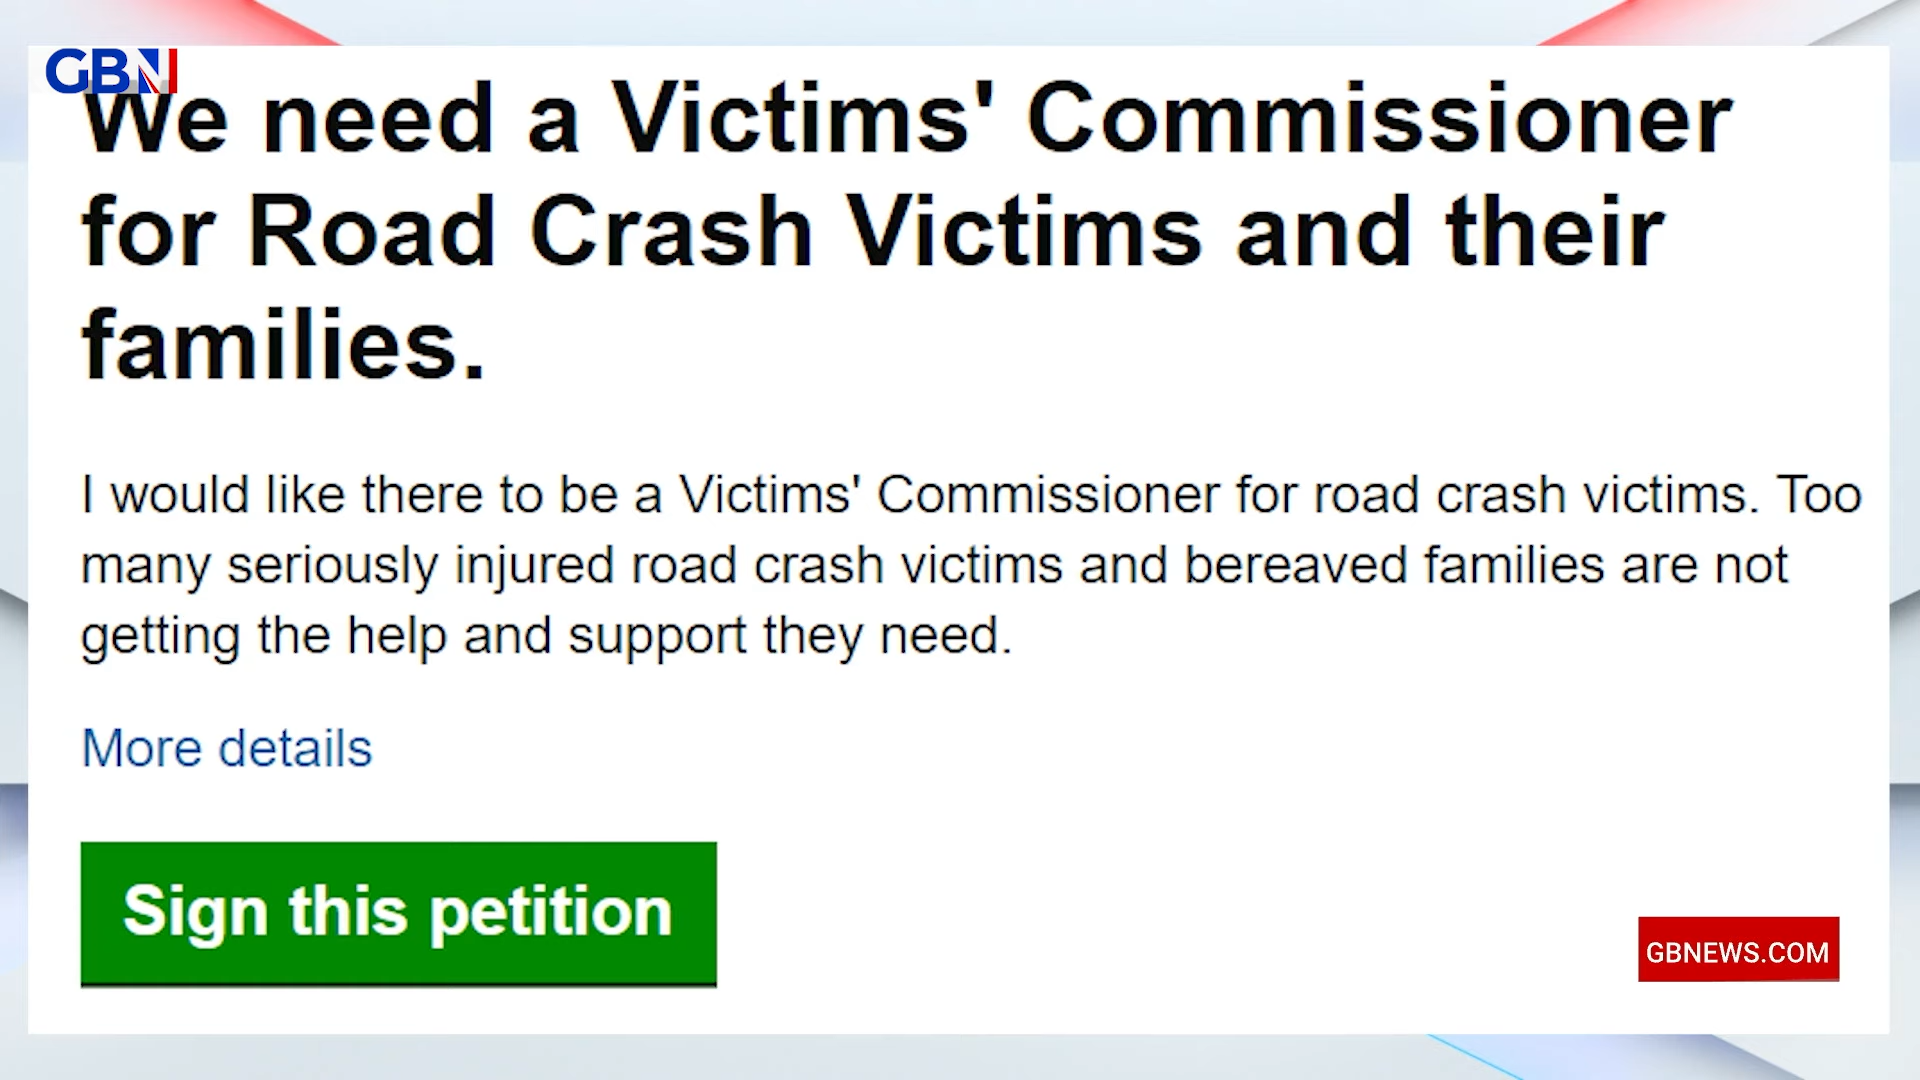 GBN
We need a Victims' Commissioner
for Road Crash Victims and their
families.
I would like there to be a Victims' Commissioner for road crash victims. Too
many seriously injured road crash victims and bereaved families are not
getting the help and support they need.
More details
Sign this petition
GBNEWS.COM